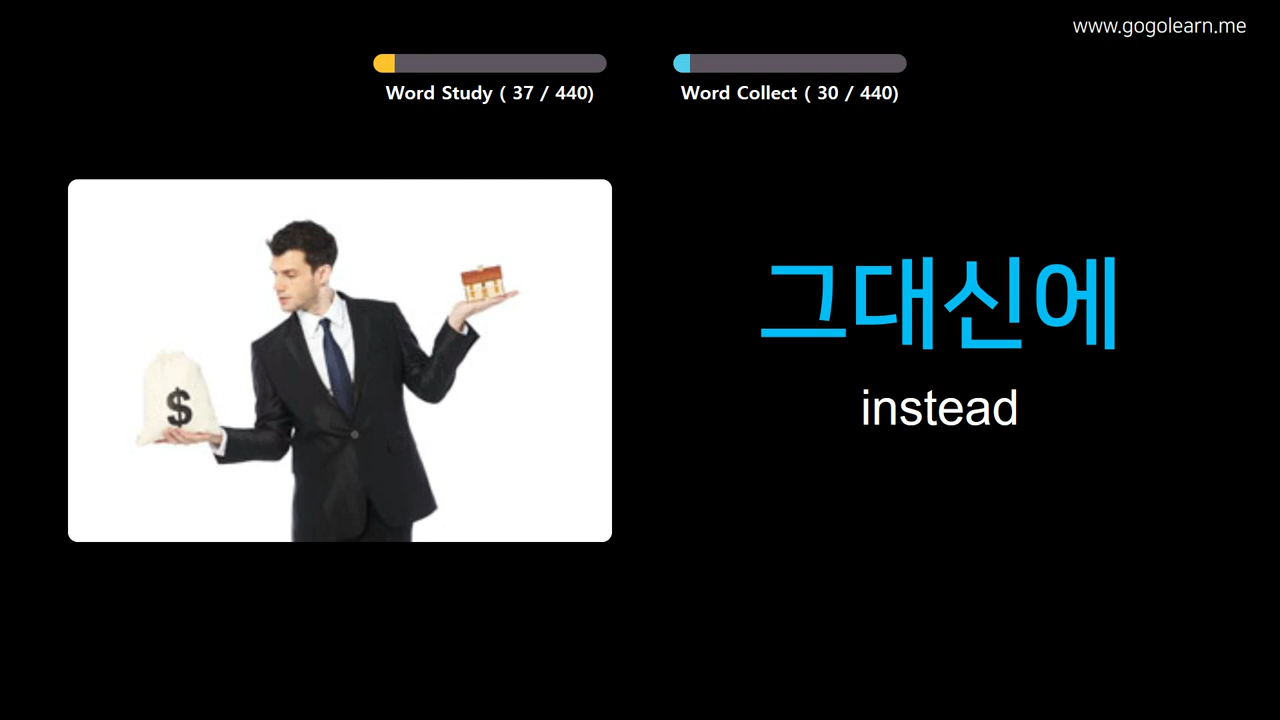 www.gogolearn.me
Word Study ( 37 / 440)
Word Collect ( 30 / 440)
$
그대신에
instead